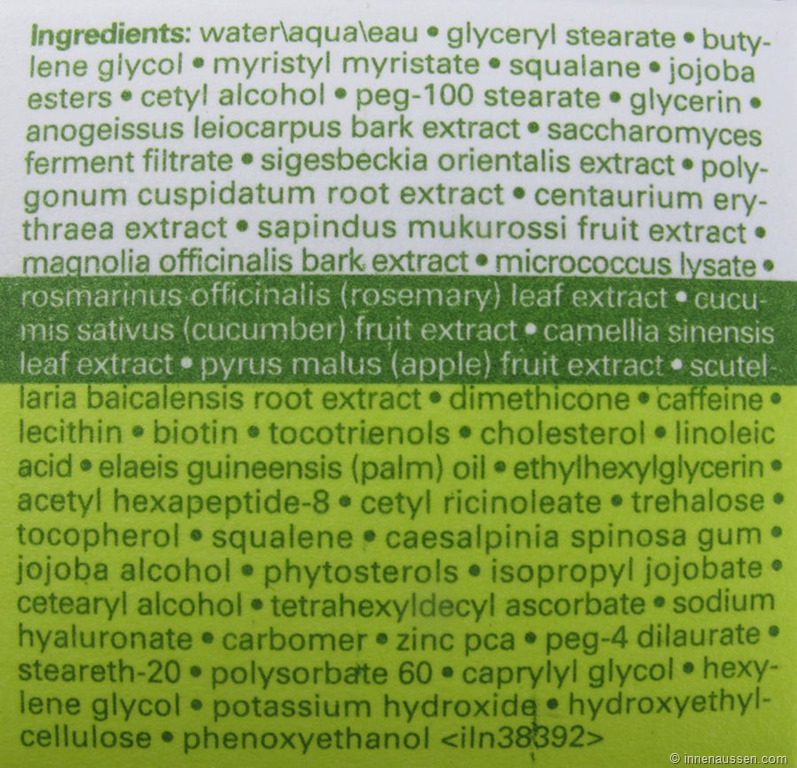 Ingredients: water\aqua\eau • glyceryl stearate • buty-
lene glycol • myristyl myristate • squalane • jojoba
esters • cetyl alcohol • peg-100 stearate • glycerin •
anogeissus leiocarpus bark extract • saccharomyces
ferment filtrate • sigesbeckia orientalis extract • poly-
gonum cuspidatum root extract • centaurium ery-
thraea extract • sapindus mukurossi fruit extract •
magnolia officinalis bark extract • micrococcus lysate •
rosmarinus officinalis (rosemary) leaf extract • cucu-
mis sativus (cucumber) fruit extract • camellia sinensis
leaf extract • pyrus malus (apple) fruit extract • scutel-
laria baicalensis root extract • dimethicone • caffeine •
lecithin • biotin • tocotrienols • cholesterol • linoleic
acid • elaeis guineensis (palm) oil • ethylhexylglycerin •
acetyl hexapeptide-8 • cetyl ricinoleate • trehalose •
tocopherol • squalene • caesalpinia spinosa gum •
jojoba alcohol • phytosterols • isopropyl jojobate •
cetearyl alcohol • tetrahexyldecyl ascorbate • sodium
hyaluronate • carbomer • zinc pca • peg-4 dilaurate •
steareth-20 • polysorbate 60 • caprylyl glycol • hexy-
lene glycol • potassium hydroxide • hydroxyethyl-
cellulose • phenoxyethanol <iln38392>
© innenaussen.com